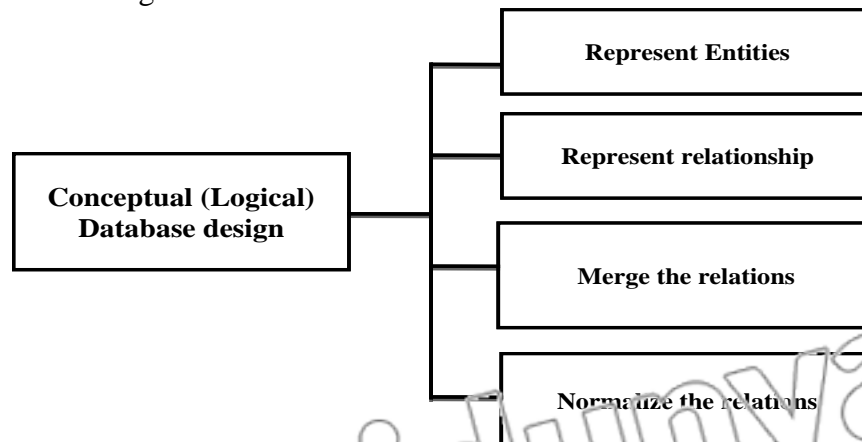 Represent Entities
Represent relationship
Conceptual (Logical)
Database design
Merge the relations
Normalize the relations